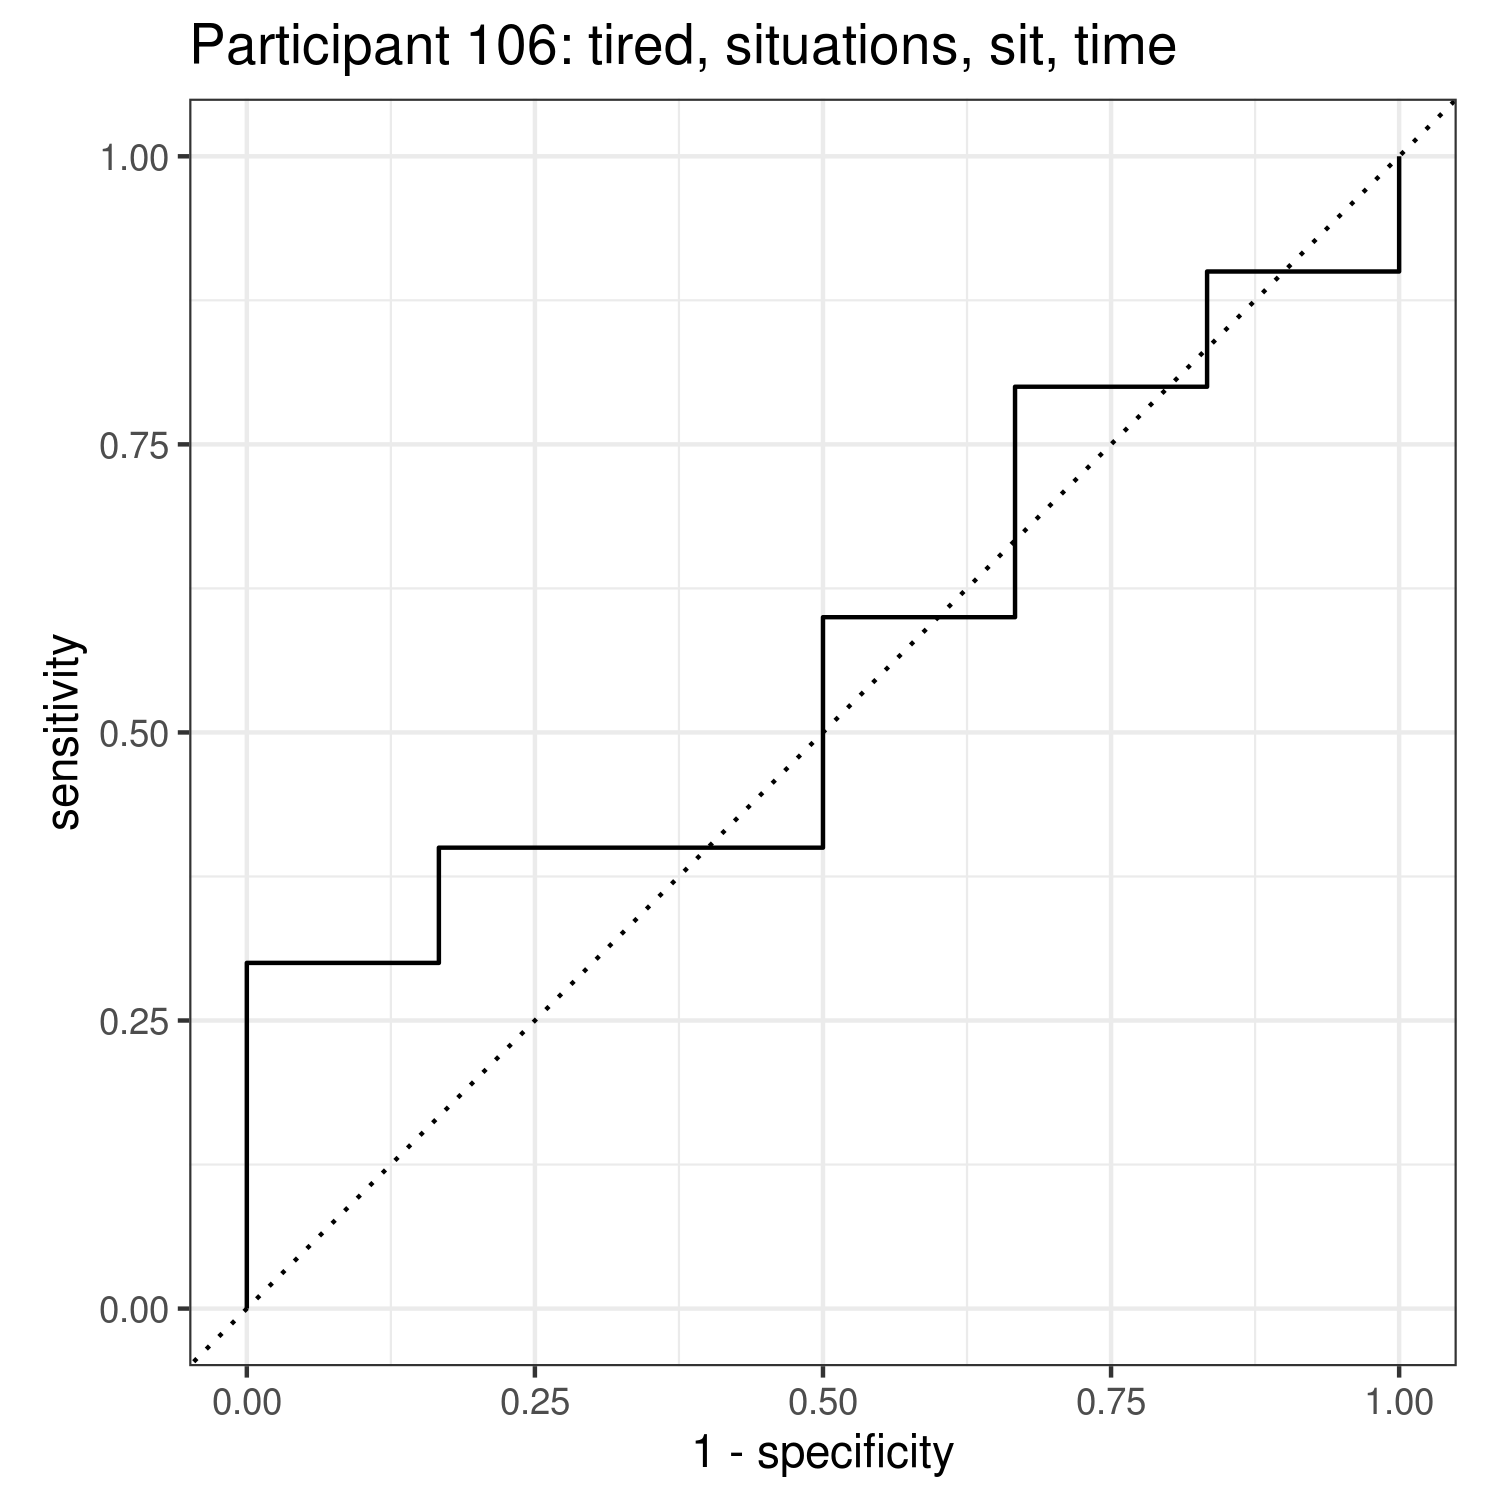 Participant 106: tired, situations, sit, time
1.00
0.75
0.50
0.25
0.00
sensitivity
0.00 0.25 0.50 0.75 1.00
1 - specificity